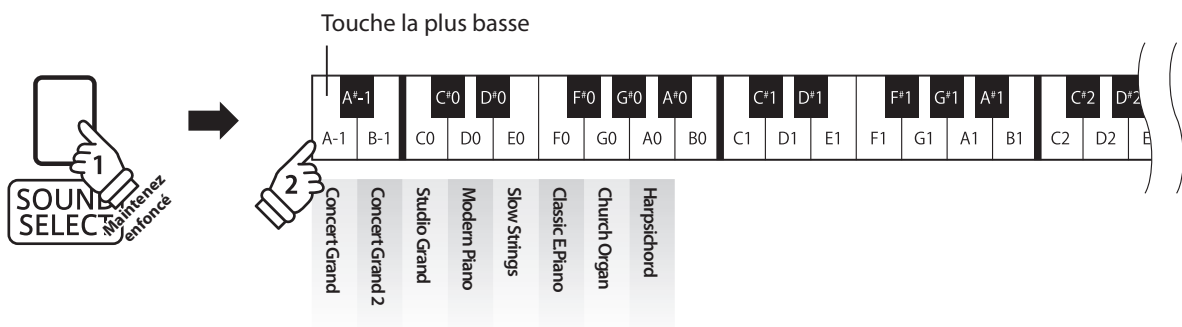 Touche la plus basse
A#-1 C#0 D#0 F#0 G#0 A#0 C#1 D#1 F#1 G#1 A#1 C#2 D#2
A-1 B-1 C0 D0 E0 F0 G0 A0 B0 C1 D1 E1 F1 G1 A1 B1 C2 D2 E
1
SOUND
SELECT
Maintenez
enfoncé
2
Concert Grand
Concert Grand 2
Studio Grand
Modern Piano
Slow Strings
Classic E.Piano
Church Organ
Harpsichord